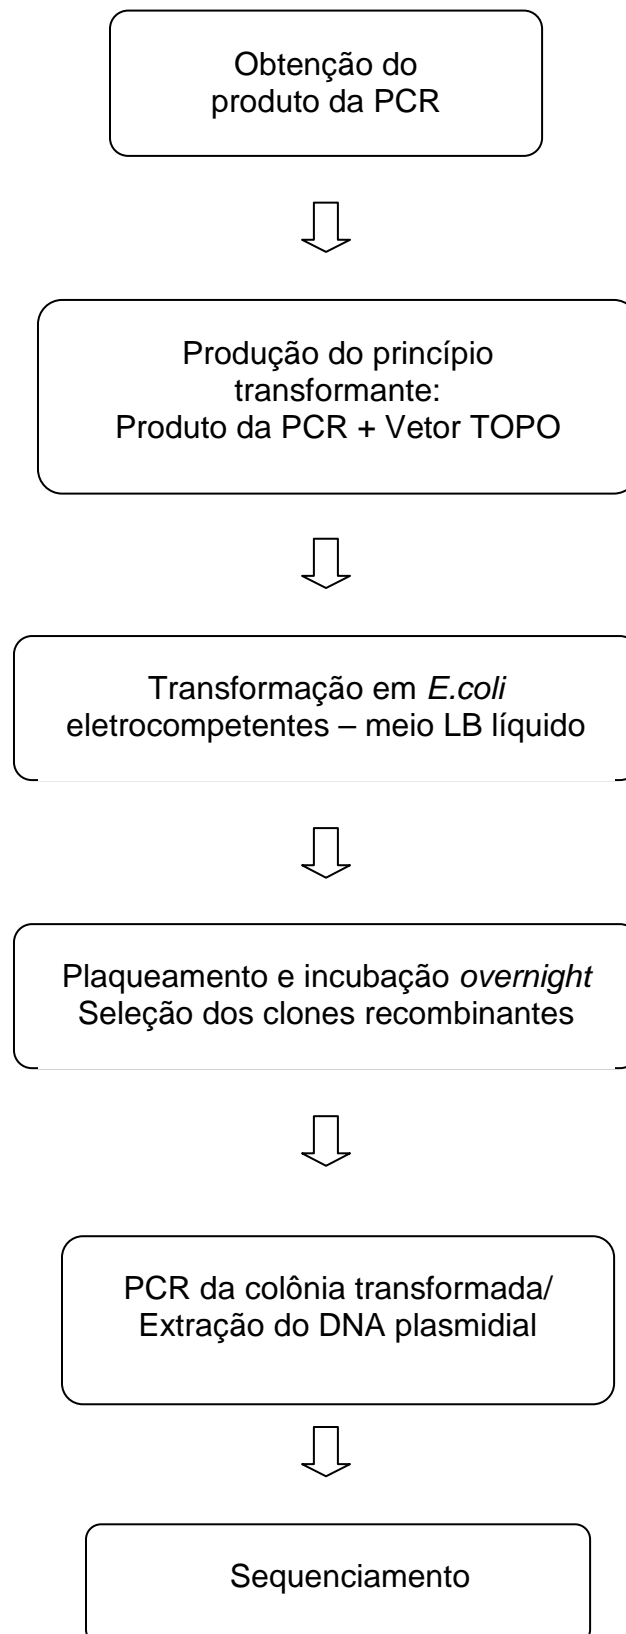 Obtenção do
produto da PCR
Produção do princípio
transformante:
Produto da PCR + Vetor TOPO
Transformação em E.coli
eletrocompetentes – meio LB líquido
Plaqueamento e incubação overnight
Seleção dos clones recombinantes
PCR da colônia transformada/
Extração do DNA plasmidial
Sequenciamento